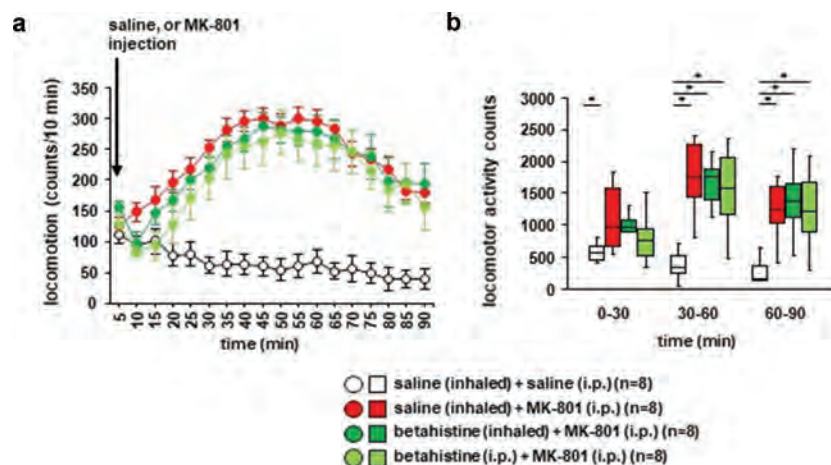 a
saline, or MK-801
injection
locomotion (counts/10 min)
350
300
250
200
150
100
50
0
5 10 15 20 25 30 35 40 45 50 55 60 65 70 75 80 85 90
time (min)
b
locomotor activity counts
3000
2500
2000
1500
1000
500
0
* * * * * * *
0-30 30-60 60-90
time (min)
saline (inhaled) + saline (i.p.) (n=8)
saline (inhaled) + MK-801 (i.p.) (n=8)
betahistine (inhaled) + MK-801 (i.p.) (n=8)
betahistine (i.p.) + MK-801 (i.p.) (n=8)